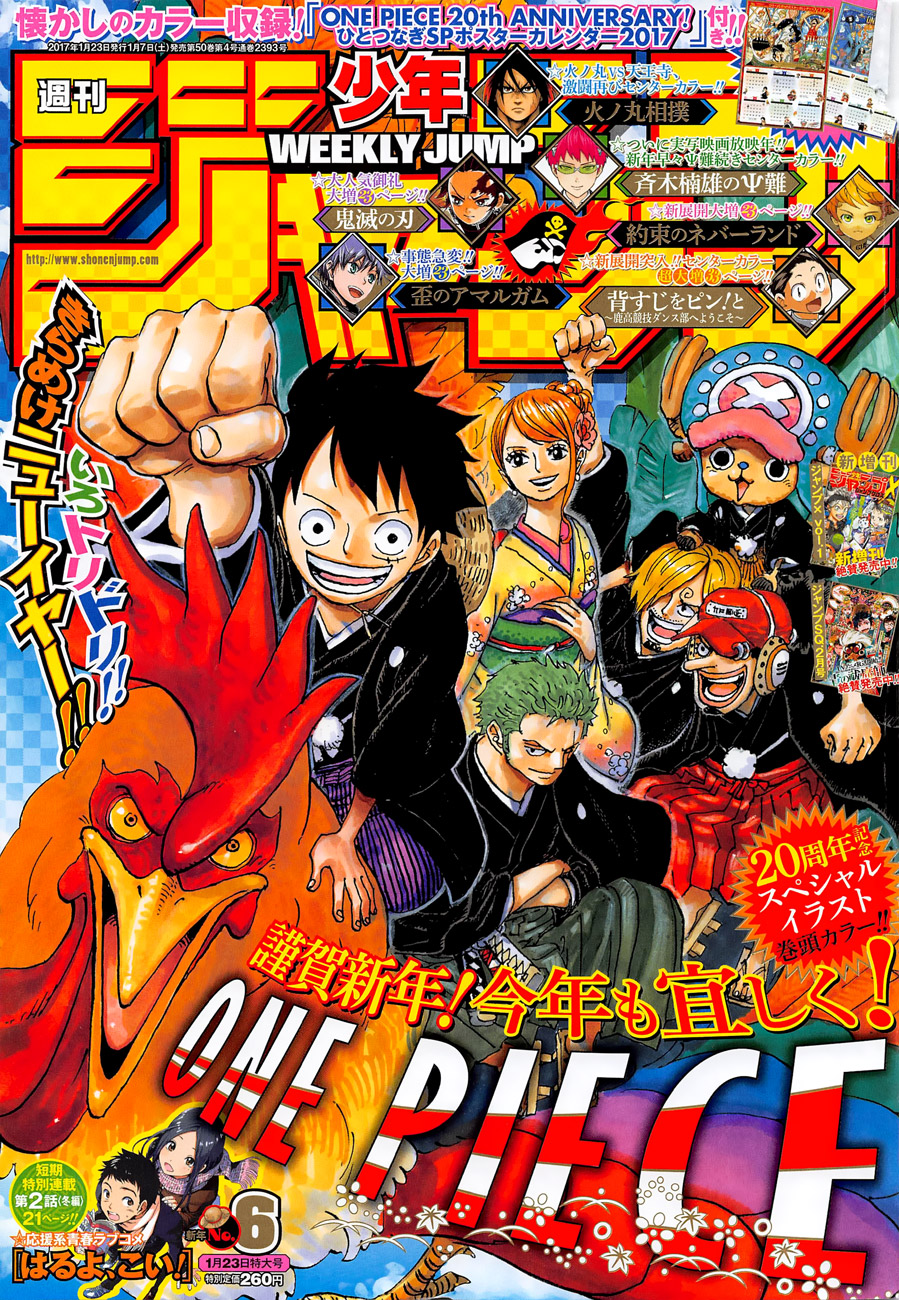 懐かしのカラー収録!「ONE PIECE 20th ANNIVERSARY!
ひとつなぎSPポスターカレンダー2017」付き!!
2017年1月23日発行1月7日(土)発売第50巻第4号通巻2393号
週刊
少年
ジャンプ
WEEKLY JUMP
http://www.shonenjump.com
☆火ノ丸vs天王寺、
激闘再びセンターカラー!!
火ノ丸相撲
☆ついに実写映画放映年!!
新年早々Ψ難続きセンターカラー!!
斉木楠雄のΨ難
☆大人気御礼
大増23ページ!!
鬼滅の刃
☆新展開大増23ページ!!
約束のネバーランド
☆事態急変!!
大増23ページ!!
歪のアマルガム
☆新展開突入!!センターカラー
超大増33ページ!!
背すじをピン!と
~鹿高競技ダンス部へようこそ~
きらめけニューイヤー!!
いろトリドリ!!
新増刊
ジャンプX vol.1
新増刊
絶賛発売中!!
ジャンプSQ.2月号
絶賛発売中!!
20周年記念
スペシャル
イラスト
巻頭カラー!!
謹賀新年!今年も宜しく!
ONE PIECE
短期
特別連載
第2話(冬編)
21ページ!!
☆応援系青春ラブコメ
[はるよ、こい!]
新年No.6
1月23日特大号
特別定価260円